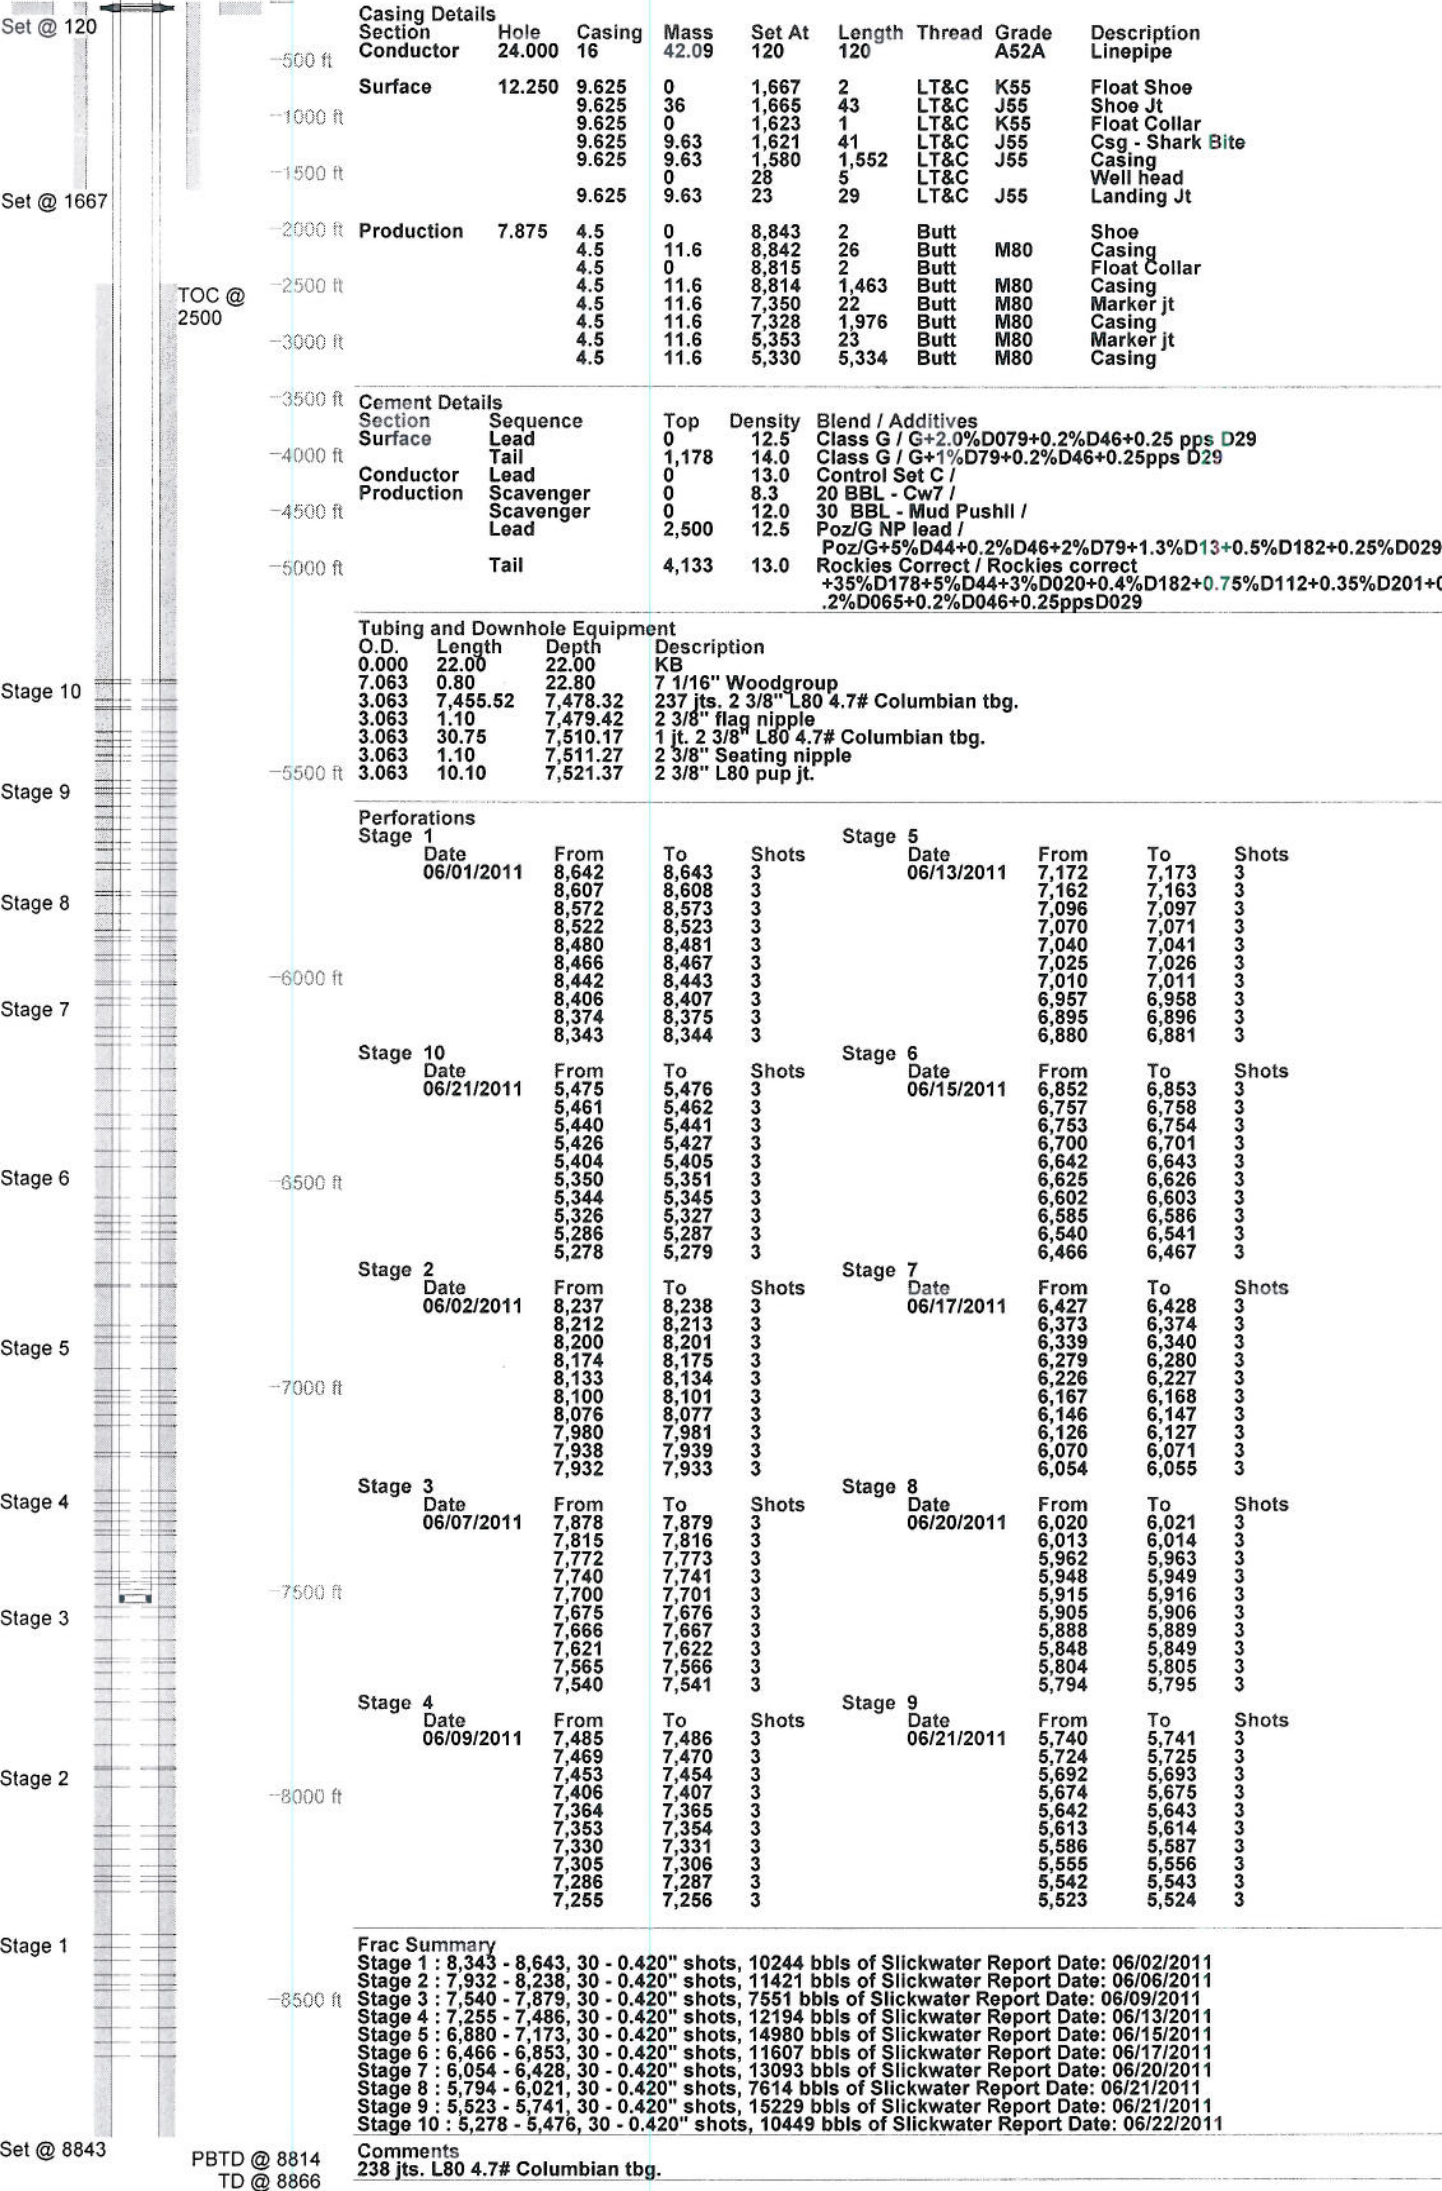 Set @ 120
-500 ft
-1000 ft
-1500 ft
Set @ 1667
-2000 ft
TOC @
2500
-2500 ft
-3000 ft
-3500 ft
-4000 ft
-4500 ft
-5000 ft
Stage 10
-5500 ft
Stage 9
Stage 8
-6000 ft
Stage 7
Stage 6
-6500 ft
Stage 5
-7000 ft
Stage 4
-7500 ft
Stage 3
Stage 2
-8000 ft
Stage 1
-8500 ft
Set @ 8843
PBTD @ 8814
TD @ 8866
Casing Details
Section Hole Casing Mass Set At Length Thread Grade Description
Conductor 24.000 16 42.09 120 120 A52A Linepipe
Surface 12.250 9.625 0 1,667 2 LT&C K55 Float Shoe
9.625 36 1,665 43 LT&C J55 Shoe Jt
9.625 0 1,623 1 LT&C K55 Float Collar
9.625 9.63 1,621 41 LT&C J55 Csg - Shark Bite
9.625 9.63 1,580 1,552 LT&C J55 Casing
0 28 5 LT&C Well head
9.625 9.63 23 29 LT&C J55 Landing Jt
Production 7.875 4.5 0 8,843 2 Butt Shoe
4.5 11.6 8,842 26 Butt M80 Casing
4.5 0 8,815 2 Butt Float Collar
4.5 11.6 8,814 1,463 Butt M80 Casing
4.5 11.6 7,350 22 Butt M80 Marker jt
4.5 11.6 7,328 1,976 Butt M80 Casing
4.5 11.6 5,353 23 Butt M80 Marker jt
4.5 11.6 5,330 5,334 Butt M80 Casing
Cement Details
Section Sequence Top Density Blend / Additives
Surface Lead 0 12.5 Class G / G+2.0%D079+0.2%D46+0.25 pps D29
Tail 1,178 14.0 Class G / G+1%D79+0.2%D46+0.25pps D29
Conductor Lead 0 13.0 Control Set C /
Production Scavenger 0 8.3 20 BBL - Cw7 /
Scavenger 0 12.0 30 BBL - Mud PushII /
Lead 2,500 12.5 Poz/G NP lead /
Poz/G+5%D44+0.2%D46+2%D79+1.3%D13+0.5%D182+0.25%D029
Tail 4,133 13.0 Rockies Correct / Rockies correct
+35%D178+5%D44+3%D020+0.4%D182+0.75%D112+0.35%D201+0
.2%D065+0.2%D046+0.25ppsD029
Tubing and Downhole Equipment
O.D. Length Depth Description
0.000 22.00 22.00 KB
7.063 0.80 22.80 7 1/16" Woodgroup
3.063 7,455.52 7,478.32 237 jts. 2 3/8" L80 4.7# Columbian tbg.
3.063 1.10 7,479.42 2 3/8" flag nipple
3.063 30.75 7,510.17 1 jt. 2 3/8" L80 4.7# Columbian tbg.
3.063 1.10 7,511.27 2 3/8" Seating nipple
3.063 10.10 7,521.37 2 3/8" L80 pup jt.
Perforations
Stage 1
Date From To Shots
06/01/2011 8,642 8,643 3
8,607 8,608 3
8,572 8,573 3
8,522 8,523 3
8,480 8,481 3
8,466 8,467 3
8,442 8,443 3
8,406 8,407 3
8,374 8,375 3
8,343 8,344 3
Stage 10
Date From To Shots
06/21/2011 5,475 5,476 3
5,461 5,462 3
5,440 5,441 3
5,426 5,427 3
5,404 5,405 3
5,350 5,351 3
5,344 5,345 3
5,326 5,327 3
5,286 5,287 3
5,278 5,279 3
Stage 2
Date From To Shots
06/02/2011 8,237 8,238 3
8,212 8,213 3
8,200 8,201 3
8,174 8,175 3
8,133 8,134 3
8,100 8,101 3
8,076 8,077 3
7,980 7,981 3
7,938 7,939 3
7,932 7,933 3
Stage 3
Date From To Shots
06/07/2011 7,878 7,879 3
7,815 7,816 3
7,772 7,773 3
7,740 7,741 3
7,700 7,701 3
7,675 7,676 3
7,666 7,667 3
7,621 7,622 3
7,565 7,566 3
7,540 7,541 3
Stage 4
Date From To Shots
06/09/2011 7,485 7,486 3
7,469 7,470 3
7,453 7,454 3
7,406 7,407 3
7,364 7,365 3
7,353 7,354 3
7,330 7,331 3
7,305 7,306 3
7,286 7,287 3
7,255 7,256 3
Stage 5
Date From To Shots
06/13/2011 7,172 7,173 3
7,162 7,163 3
7,096 7,097 3
7,070 7,071 3
7,040 7,041 3
7,025 7,026 3
7,010 7,011 3
6,957 6,958 3
6,895 6,896 3
6,880 6,881 3
Stage 6
Date From To Shots
06/15/2011 6,852 6,853 3
6,757 6,758 3
6,753 6,754 3
6,700 6,701 3
6,642 6,643 3
6,625 6,626 3
6,602 6,603 3
6,585 6,586 3
6,540 6,541 3
6,466 6,467 3
Stage 7
Date From To Shots
06/17/2011 6,427 6,428 3
6,373 6,374 3
6,339 6,340 3
6,279 6,280 3
6,226 6,227 3
6,167 6,168 3
6,146 6,147 3
6,126 6,127 3
6,070 6,071 3
6,054 6,055 3
Stage 8
Date From To Shots
06/20/2011 6,020 6,021 3
6,013 6,014 3
5,962 5,963 3
5,948 5,949 3
5,915 5,916 3
5,905 5,906 3
5,888 5,889 3
5,848 5,849 3
5,804 5,805 3
5,794 5,795 3
Stage 9
Date From To Shots
06/21/2011 5,740 5,741 3
5,724 5,725 3
5,692 5,693 3
5,674 5,675 3
5,642 5,643 3
5,613 5,614 3
5,586 5,587 3
5,555 5,556 3
5,542 5,543 3
5,523 5,524 3
Frac Summary
Stage 1 : 8,343 - 8,643, 30 - 0.420" shots, 10244 bbls of Slickwater Report Date: 06/02/2011
Stage 2 : 7,932 - 8,238, 30 - 0.420" shots, 11421 bbls of Slickwater Report Date: 06/06/2011
Stage 3 : 7,540 - 7,879, 30 - 0.420" shots, 7551 bbls of Slickwater Report Date: 06/09/2011
Stage 4 : 7,255 - 7,486, 30 - 0.420" shots, 12194 bbls of Slickwater Report Date: 06/13/2011
Stage 5 : 6,880 - 7,173, 30 - 0.420" shots, 14980 bbls of Slickwater Report Date: 06/15/2011
Stage 6 : 6,466 - 6,853, 30 - 0.420" shots, 11607 bbls of Slickwater Report Date: 06/17/2011
Stage 7 : 6,054 - 6,428, 30 - 0.420" shots, 13093 bbls of Slickwater Report Date: 06/20/2011
Stage 8 : 5,794 - 6,021, 30 - 0.420" shots, 7614 bbls of Slickwater Report Date: 06/21/2011
Stage 9 : 5,523 - 5,741, 30 - 0.420" shots, 15229 bbls of Slickwater Report Date: 06/21/2011
Stage 10 : 5,278 - 5,476, 30 - 0.420" shots, 10449 bbls of Slickwater Report Date: 06/22/2011
Comments
238 jts. L80 4.7# Columbian tbg.